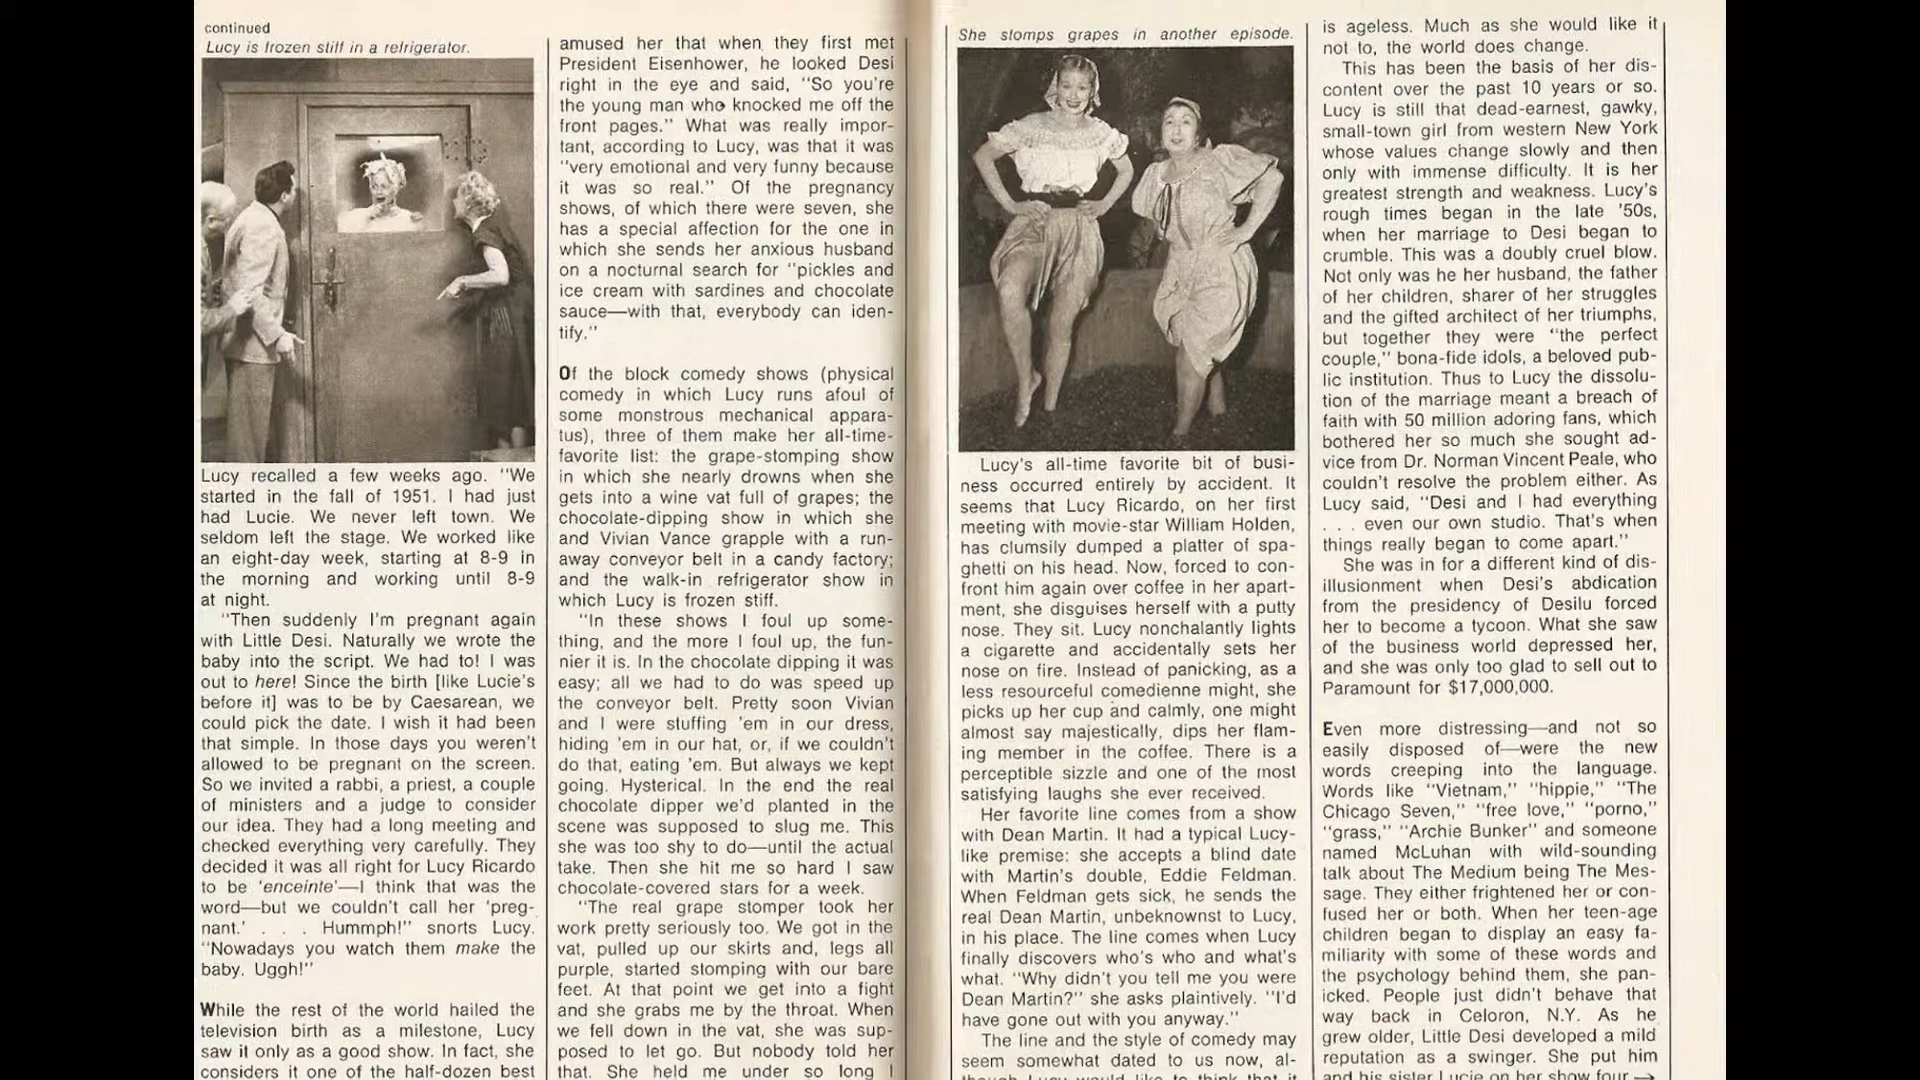 continued
Lucy is frozen stiff in a refrigerator.
Lucy recalled a few weeks ago. "We
started in the fall of 1951. I had just
had Lucie. We never left town. We
seldom left the stage. We worked like
an eight-day week, starting at 8-9 in
the morning and working until 8-9
at night.
"Then suddenly I'm pregnant again
with Little Desi. Naturally we wrote the
baby into the script. We had to! I was
out to here! Since the birth [like Lucie's
before it] was to be by Caesarean, we
could pick the date. I wish it had been
that simple. In those days you weren't
allowed to be pregnant on the screen.
So we invited a rabbi, a priest, a couple
of ministers and a judge to consider
our idea. They had a long meeting and
checked everything very carefully. They
decided it was all right for Lucy Ricardo
to be 'enceinte'—I think that was the
word—but we couldn't call her 'preg-
nant.' . . . Hummph!" snorts Lucy.
"Nowadays you watch them make the
baby. Uggh!"
While the rest of the world hailed the
television birth as a milestone, Lucy
saw it only as a good show. In fact, she
considers it one of the half-dozen best
amused her that when they first met
President Eisenhower, he looked Desi
right in the eye and said, "So you're
the young man who knocked me off the
front pages." What was really impor-
tant, according to Lucy, was that it was
"very emotional and very funny because
it was so real." Of the pregnancy
shows, of which there were seven, she
has a special affection for the one in
which she sends her anxious husband
on a nocturnal search for "pickles and
ice cream with sardines and chocolate
sauce—with that, everybody can iden-
tify."
Of the block comedy shows (physical
comedy in which Lucy runs afoul of
some monstrous mechanical appara-
tus), three of them make her all-time-
favorite list: the grape-stomping show
in which she nearly drowns when she
gets into a wine vat full of grapes; the
chocolate-dipping show in which she
and Vivian Vance grapple with a run-
away conveyor belt in a candy factory;
and the walk-in refrigerator show in
which Lucy is frozen stiff.
"In these shows I foul up some-
thing, and the more I foul up, the fun-
nier it is. In the chocolate dipping it was
easy; all we had to do was speed up
the conveyor belt. Pretty soon Vivian
and I were stuffing 'em in our dress,
hiding 'em in our hat, or, if we couldn't
do that, eating 'em. But always we kept
going. Hysterical. In the end the real
chocolate dipper we'd planted in the
scene was supposed to slug me. This
she was too shy to do—until the actual
take. Then she hit me so hard I saw
chocolate-covered stars for a week.
"The real grape stomper took her
work pretty seriously too. We got in the
vat, pulled up our skirts and, legs all
purple, started stomping with our bare
feet. At that point we get into a fight
and she grabs me by the throat. When
we fell down in the vat, she was sup-
posed to let go. But nobody told her
that. She held me under so long I
She stomps grapes in another episode.
Lucy's all-time favorite bit of busi-
ness occurred entirely by accident. It
seems that Lucy Ricardo, on her first
meeting with movie-star William Holden,
has clumsily dumped a platter of spa-
ghetti on his head. Now, forced to con-
front him again over coffee in her apart-
ment, she disguises herself with a putty
nose. They sit. Lucy nonchalantly lights
a cigarette and accidentally sets her
nose on fire. Instead of panicking, as a
less resourceful comedienne might, she
picks up her cup and calmly, one might
almost say majestically, dips her flam-
ing member in the coffee. There is a
perceptible sizzle and one of the most
satisfying laughs she ever received.
Her favorite line comes from a show
with Dean Martin. It had a typical Lucy-
like premise: she accepts a blind date
with Martin's double, Eddie Feldman.
When Feldman gets sick, he sends the
real Dean Martin, unbeknownst to Lucy,
in his place. The line comes when Lucy
finally discovers who's who and what's
what. "Why didn't you tell me you were
Dean Martin?" she asks plaintively. "I'd
have gone out with you anyway."
The line and the style of comedy may
seem somewhat dated to us now, al-
though Lucy would like to think that it
is ageless. Much as she would like it
not to, the world does change.
This has been the basis of her dis-
content over the past 10 years or so.
Lucy is still that dead-earnest, gawky,
small-town girl from western New York
whose values change slowly and then
only with immense difficulty. It is her
greatest strength and weakness. Lucy's
rough times began in the late '50s,
when her marriage to Desi began to
crumble. This was a doubly cruel blow.
Not only was he her husband, the father
of her children, sharer of her struggles
and the gifted architect of her triumphs,
but together they were "the perfect
couple," bona-fide idols, a beloved pub-
lic institution. Thus to Lucy the dissolu-
tion of the marriage meant a breach of
faith with 50 million adoring fans, which
bothered her so much she sought ad-
vice from Dr. Norman Vincent Peale, who
couldn't resolve the problem either. As
Lucy said, "Desi and I had everything
. . . even our own studio. That's when
things really began to come apart."
She was in for a different kind of dis-
illusionment when Desi's abdication
from the presidency of Desilu forced
her to become a tycoon. What she saw
of the business world depressed her,
and she was only too glad to sell out to
Paramount for $17,000,000.
Even more distressing—and not so
easily disposed of—were the new
words creeping into the language.
Words like "Vietnam," "hippie," "The
Chicago Seven," "free love," "porno,"
"grass," "Archie Bunker" and someone
named McLuhan with wild-sounding
talk about The Medium being The Mes-
sage. They either frightened her or con-
fused her or both. When her teen-age
children began to display an easy fa-
miliarity with some of these words and
the psychology behind them, she pan-
icked. People just didn't behave that
way back in Celoron, N.Y. As he
grew older, Little Desi developed a mild
reputation as a swinger. She put him
and his sister Lucie on her show four →